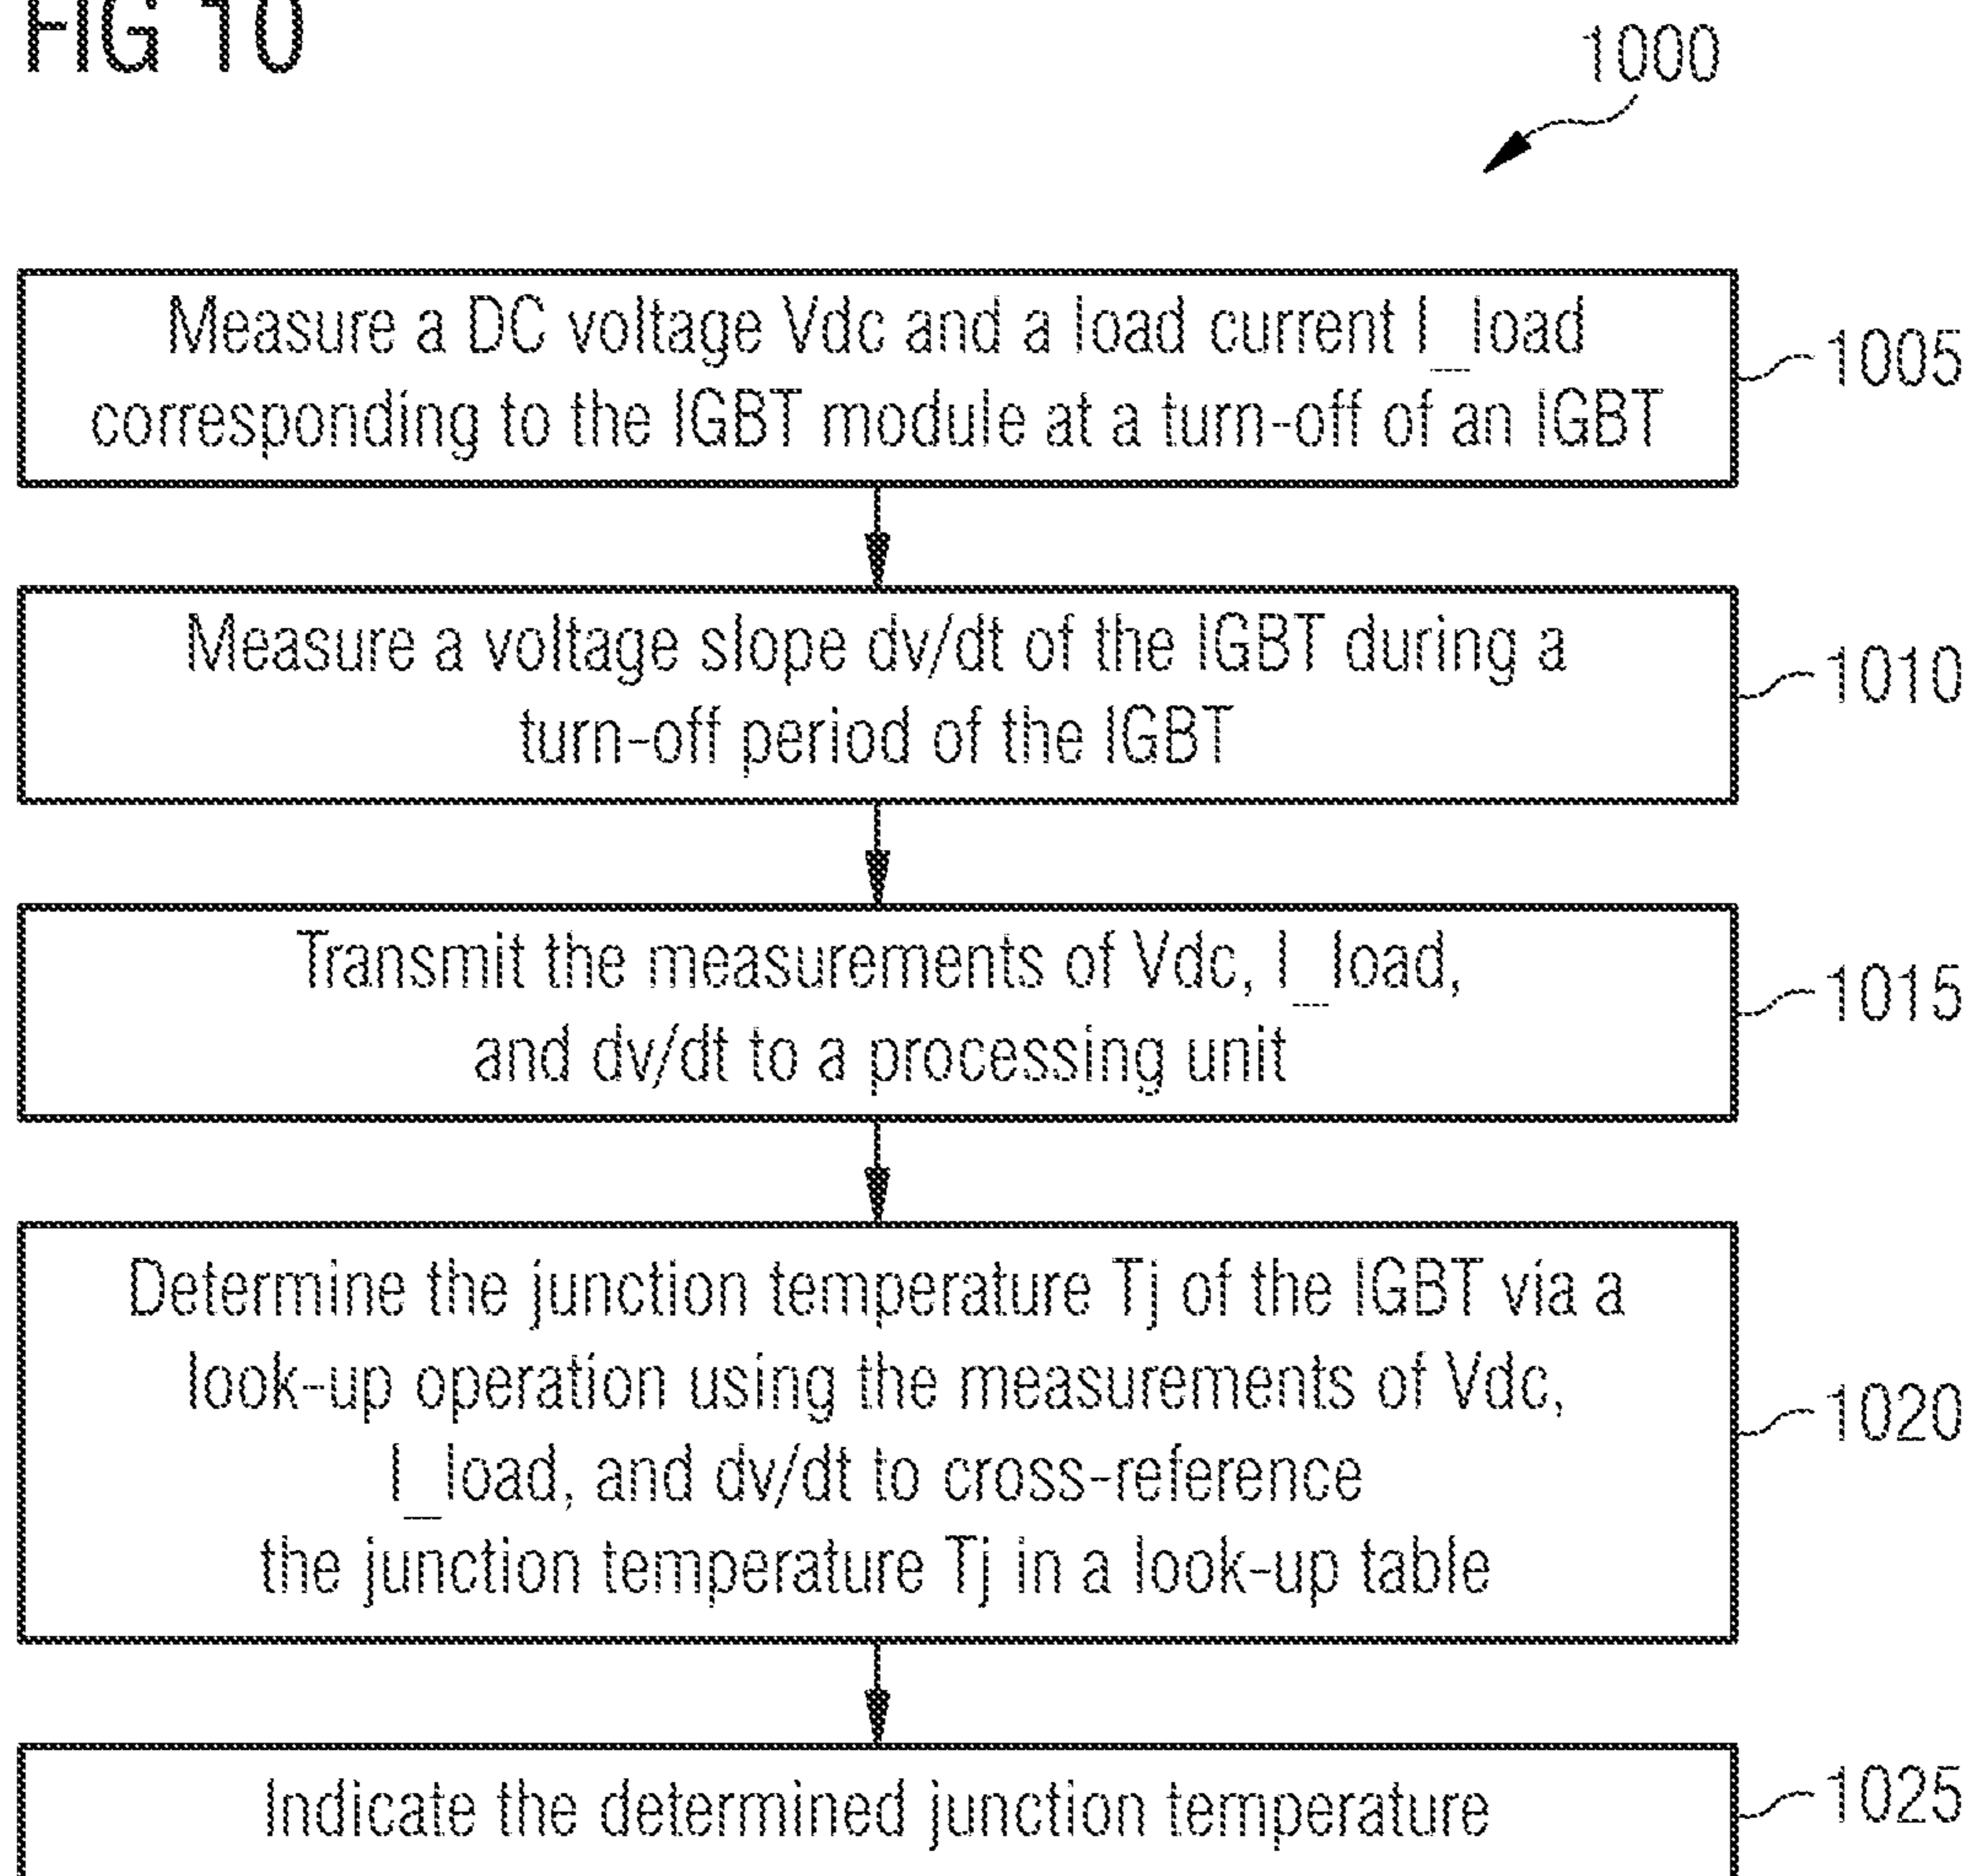 FIG 10
1000
Measure a DC voltage Vdc and a load current I_load
corresponding to the IGBT module at a turn-off of an IGBT
1005
Measure a voltage slope dv/dt of the IGBT during a
turn-off period of the IGBT
1010
Transmit the measurements of Vdc, I_load,
and dv/dt to a processing unit
1015
Determine the junction temperature Tj of the IGBT via a
look-up operation using the measurements of Vdc,
I_load, and dv/dt to cross-reference
the junction temperature Tj in a look-up table
1020
Indicate the determined junction temperature
1025